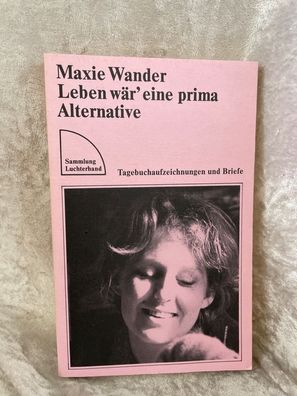 Maxie Wander
Leben wär' eine prima
Alternative
Sammlung
Luchterhand
Tagebuchaufzeichnungen und Briefe